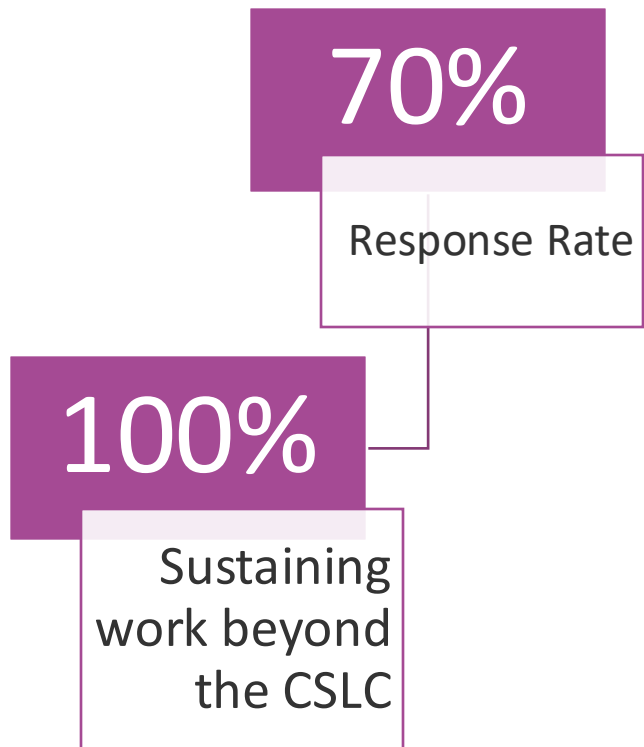 70%
Response Rate
100%
Sustaining
work beyond
the CSLC